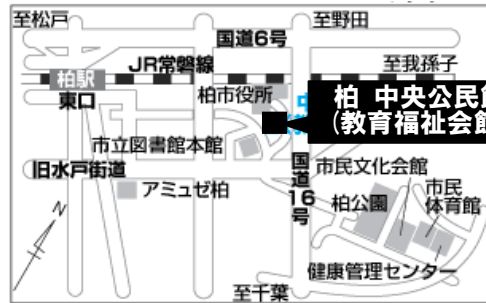 至松戸
至野田
国道6号
JR常磐線
至我孫子
柏駅
東口
柏市役所
柏 中央公民館
(教育福祉会館
市立図書館本館
旧水戸街道
国道16号
市民文化会館
アミュゼ柏
柏公園
市民
体育館
健康管理センター
至千葉
N